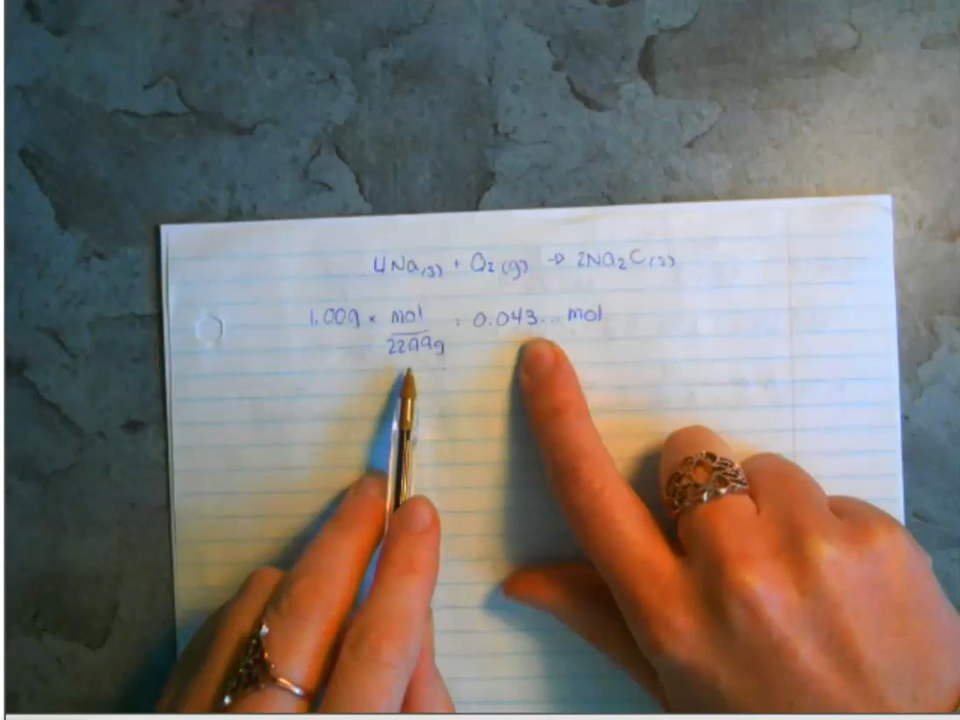 4Na(s) + O2(g) → 2Na2O(s)
1.00g × mol = 0.043... mol
22.99g